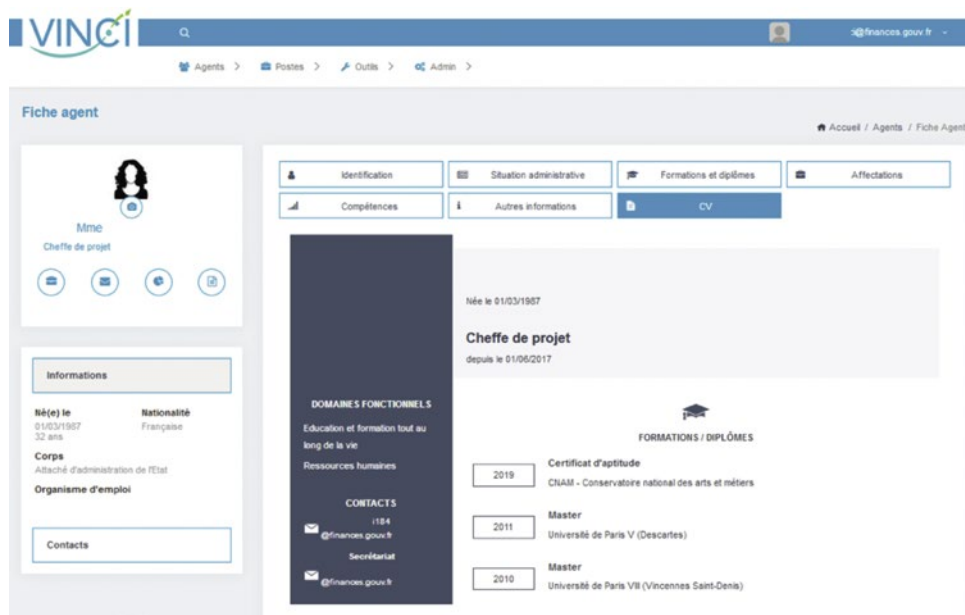 VINCI
@finances.gouv.fr
Agents >
Postes >
Outils >
Admin >
Fiche agent
Accueil / Agents / Fiche Agent
Mme
Cheffe de projet
Identification
Situation administrative
Formations et diplômes
Affectations
Compétences
Autres informations
CV
Informations
Né(e) le
01/03/1987
32 ans
Nationalité
Française
Corps
Attaché d'administration de l'Etat
Organisme d'emploi
Contacts
DOMAINES FONCTIONNELS
Education et formation tout au
long de la vie
Ressources humaines
CONTACTS
@finances.gouv.fr
Secrétariat
@finances.gouv.fr
Née le 01/03/1987
Cheffe de projet
depuis le 01/06/2017
FORMATIONS / DIPLÔMES
2019
Certificat d'aptitude
CNAM - Conservatoire national des arts et métiers
2011
Master
Université de Paris V (Descartes)
2010
Master
Université de Paris VIII (Vincennes Saint-Denis)